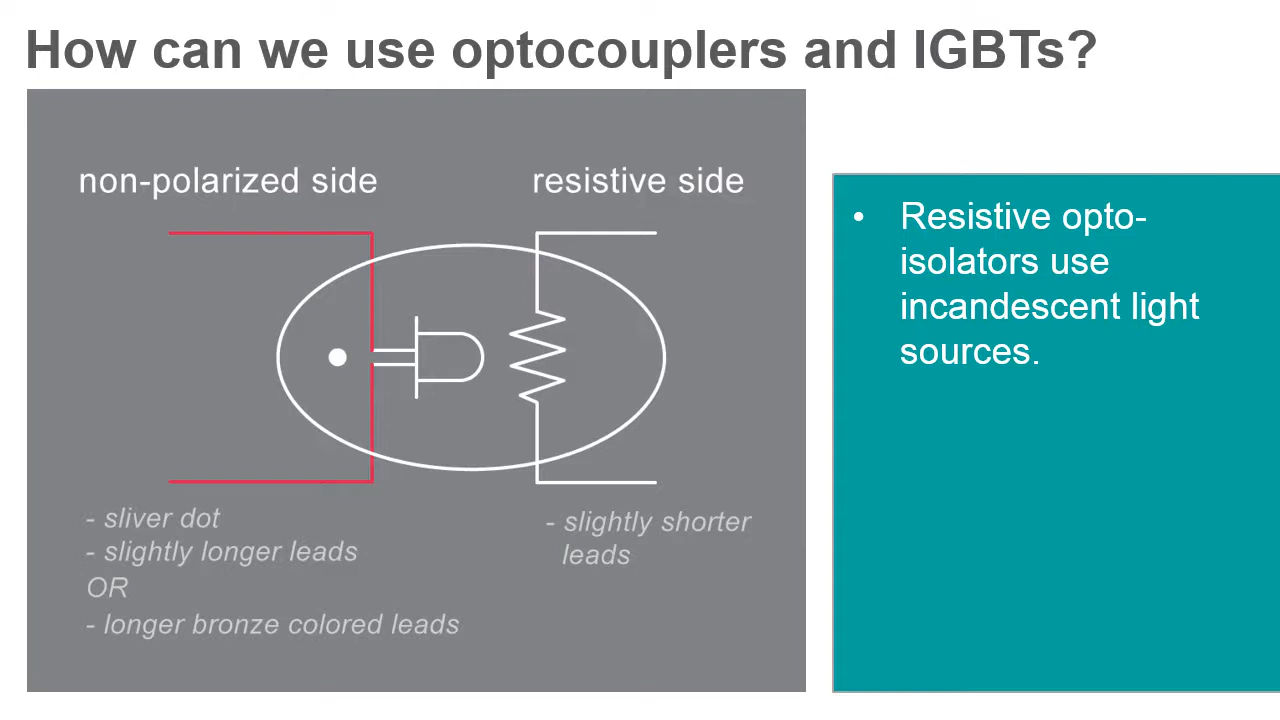 How can we use optocouplers and IGBTs?
non-polarized side
resistive side
- sliver dot
- slightly longer leads
OR
- longer bronze colored leads
- slightly shorter
leads
• Resistive opto-
isolators use
incandescent light
sources.